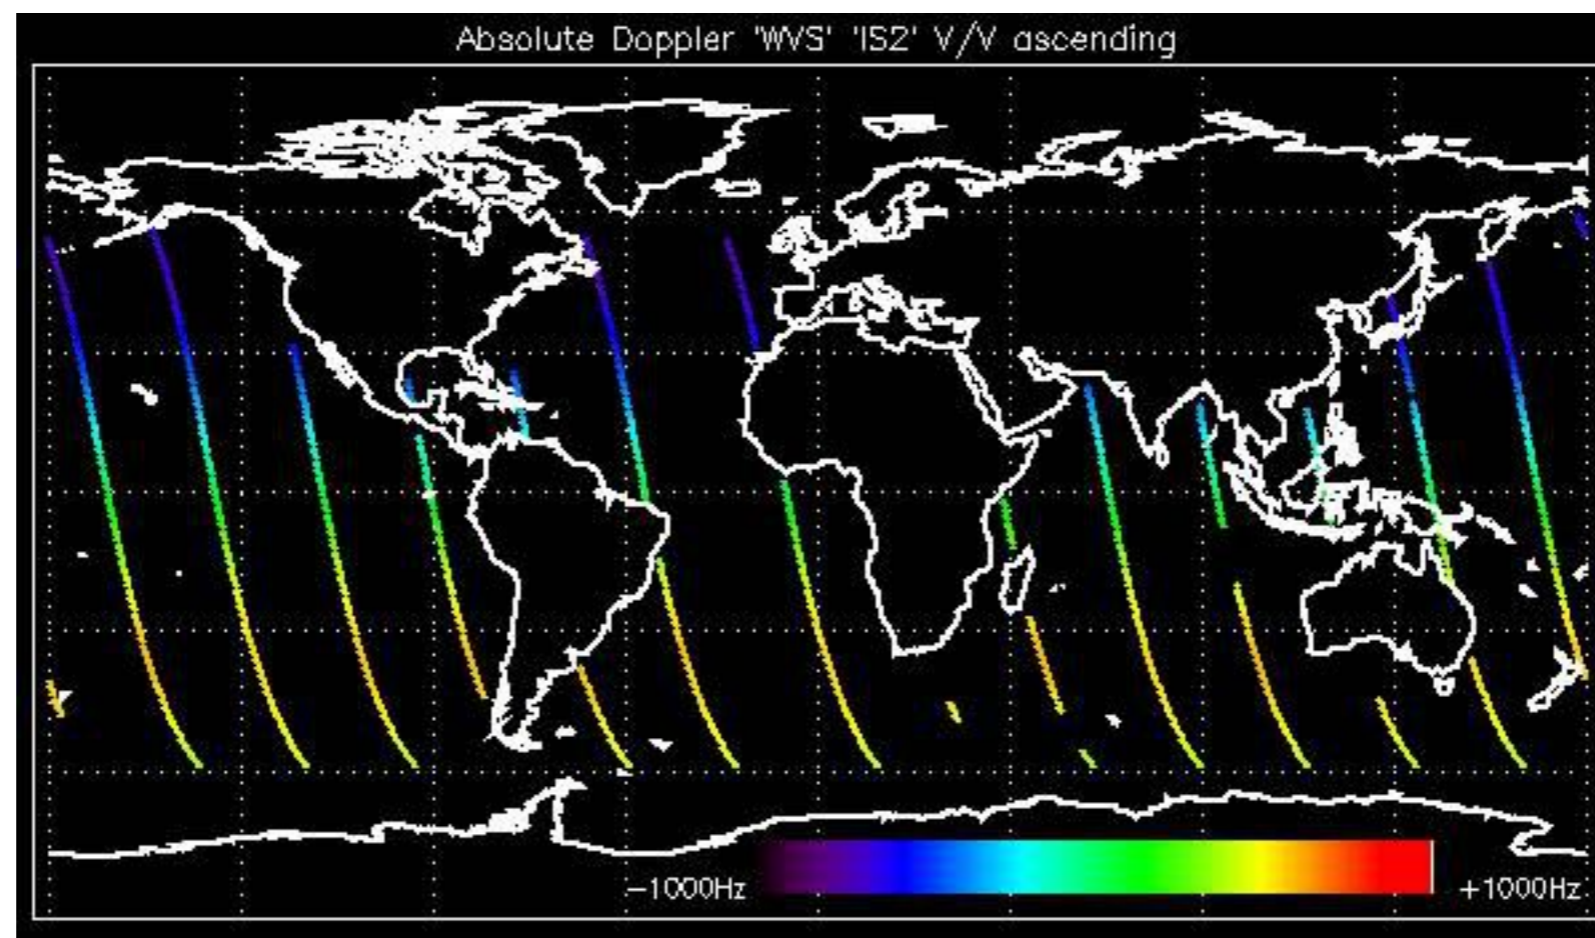 Absolute Doppler 'WVS' 'IS2' V/V ascending
−1000Hz +1000Hz